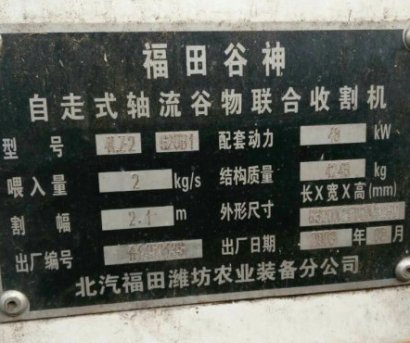 福田谷神
自走式轴流谷物联合收割机
型 号 配套动力 48 kW
喂入量 2 kg/s 结构质量 kg
长X宽X高(mm)
割 幅 2.1 m 外形尺寸
出厂编号 出厂日期 年 月
北汽福田潍坊农业装备分公司